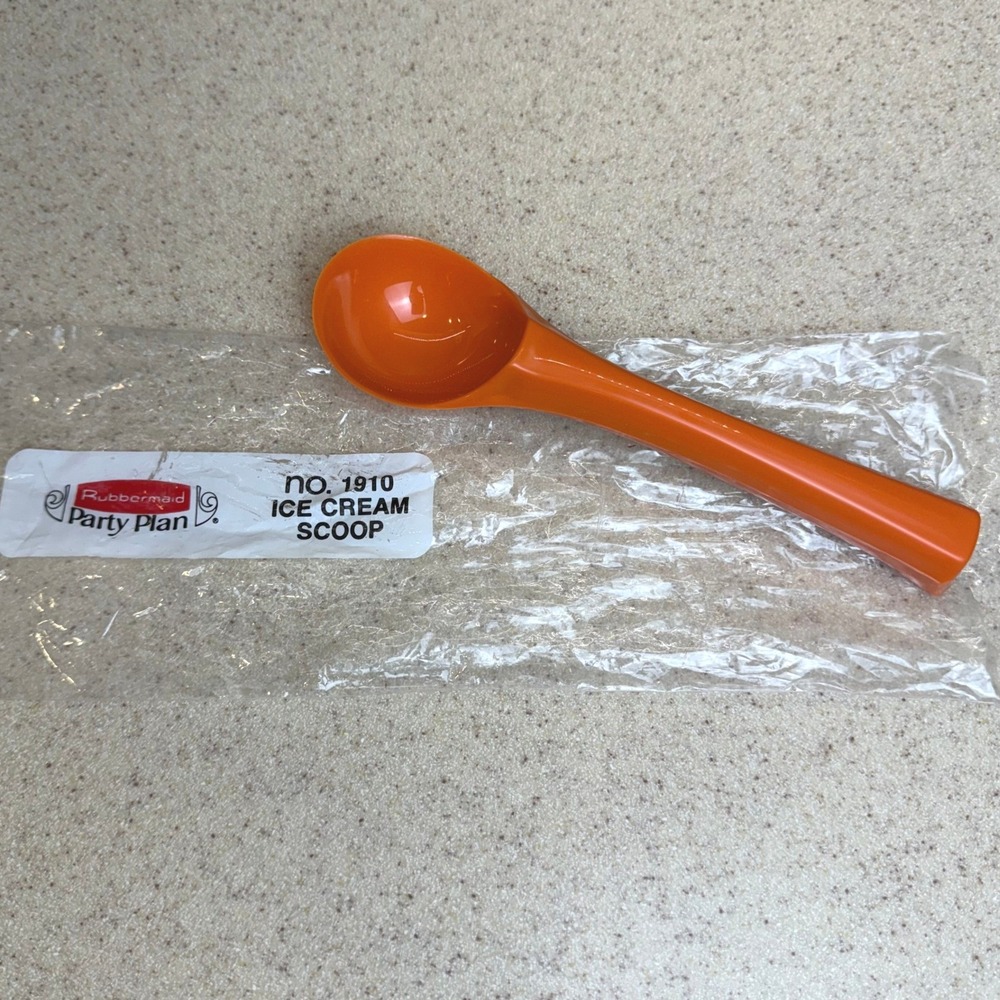 Rubbermaid
Party Plan®
no. 1910
ICE CREAM
SCOOP